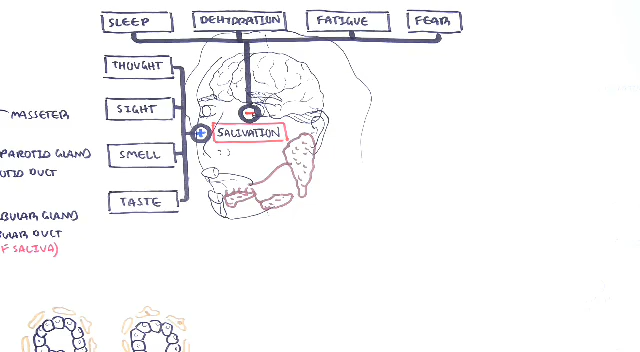 SLEEP
DEHYDRATION
FATIGUE
FEAR
THOUGHT
SIGHT
SMELL
TASTE
SALIVATION
MASSETER
PAROTID GLAND
DUCT
GLAND
DUCT
F SALIVA)